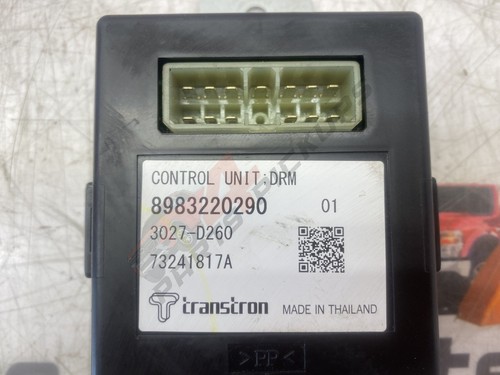 CONTROL UNIT:DRM
8983220290 01
3027-D260
73241817A
transtron MADE IN THAILAND
>PP<